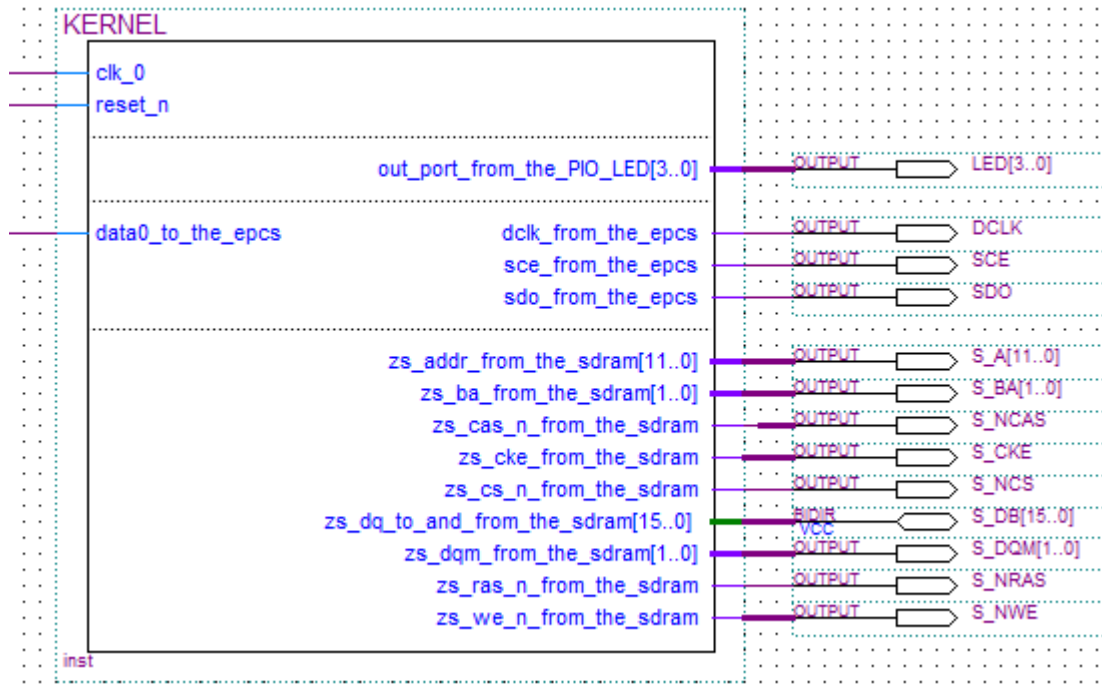 KERNEL
clk_0
reset_n
out_port_from_the_PIO_LED[3..0] OUTPUT LED[3..0]
data0_to_the_epcs dclk_from_the_epcs OUTPUT DCLK
sce_from_the_epcs OUTPUT SCE
sdo_from_the_epcs OUTPUT SDO
zs_addr_from_the_sdram[11..0] OUTPUT S_A[11..0]
zs_ba_from_the_sdram[1..0] OUTPUT S_BA[1..0]
zs_cas_n_from_the_sdram OUTPUT S_NCAS
zs_cke_from_the_sdram OUTPUT S_CKE
zs_cs_n_from_the_sdram OUTPUT S_NCS
zs_dq_to_and_from_the_sdram[15..0] BIDIR S_DB[15..0]
VCC
zs_dqm_from_the_sdram[1..0] OUTPUT S_DQM[1..0]
zs_ras_n_from_the_sdram OUTPUT S_NRAS
zs_we_n_from_the_sdram OUTPUT S_NWE
inst